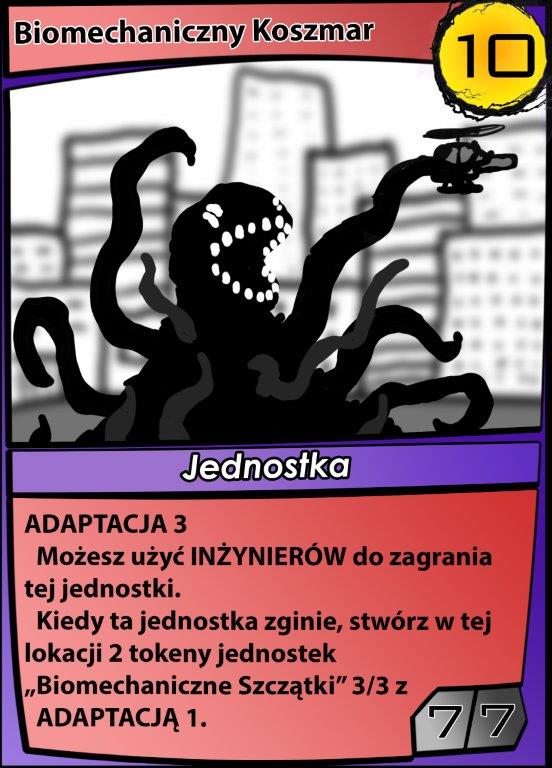 Biomechaniczny Koszmar
10
Jednostka
ADAPTACJA 3
Możesz użyć INŻYNIERÓW do zagrania
tej jednostki.
Kiedy ta jednostka zginie, stwórz w tej
lokacji 2 tokeny jednostek
„Biomechaniczne Szczątki” 3/3 z
ADAPTACJĄ 1.
7 7